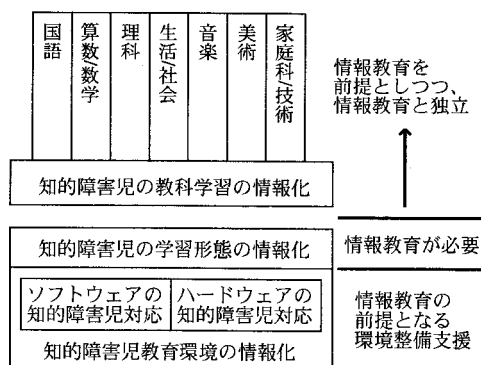 国語
算数/数学
理科
生活/社会
音楽
美術
家庭科/技術
情報教育を
前提としつつ、
情報教育と独立
知的障害児の教科学習の情報化
知的障害児の学習形態の情報化
情報教育が必要
ソフトウェアの
知的障害児対応
ハードウェアの
知的障害児対応
知的障害児教育環境の情報化
情報教育の
前提となる
環境整備支援